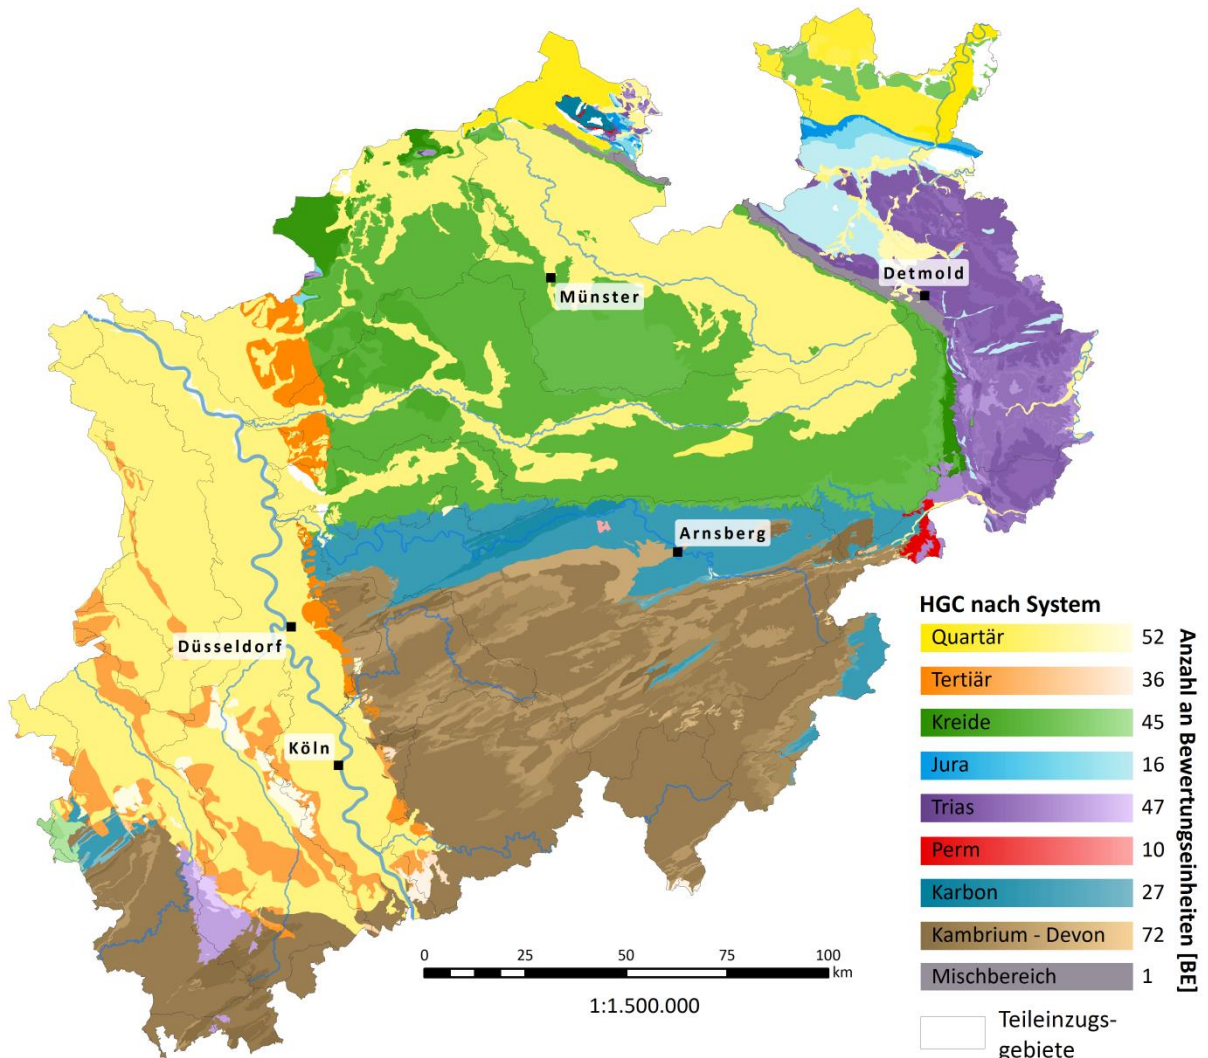 Münster
Detmold
Arnsberg
Düsseldorf
Köln
HGC nach System
Quartär 52
Tertiär 36
Kreide 45
Jura 16
Trias 47
Perm 10
Karbon 27
Kambrium - Devon 72
Mischbereich 1
Teileinzugs-
gebiete
Anzahl an Bewertungseinheiten [BE]
0 25 50 75 100
km
1:1.500.000